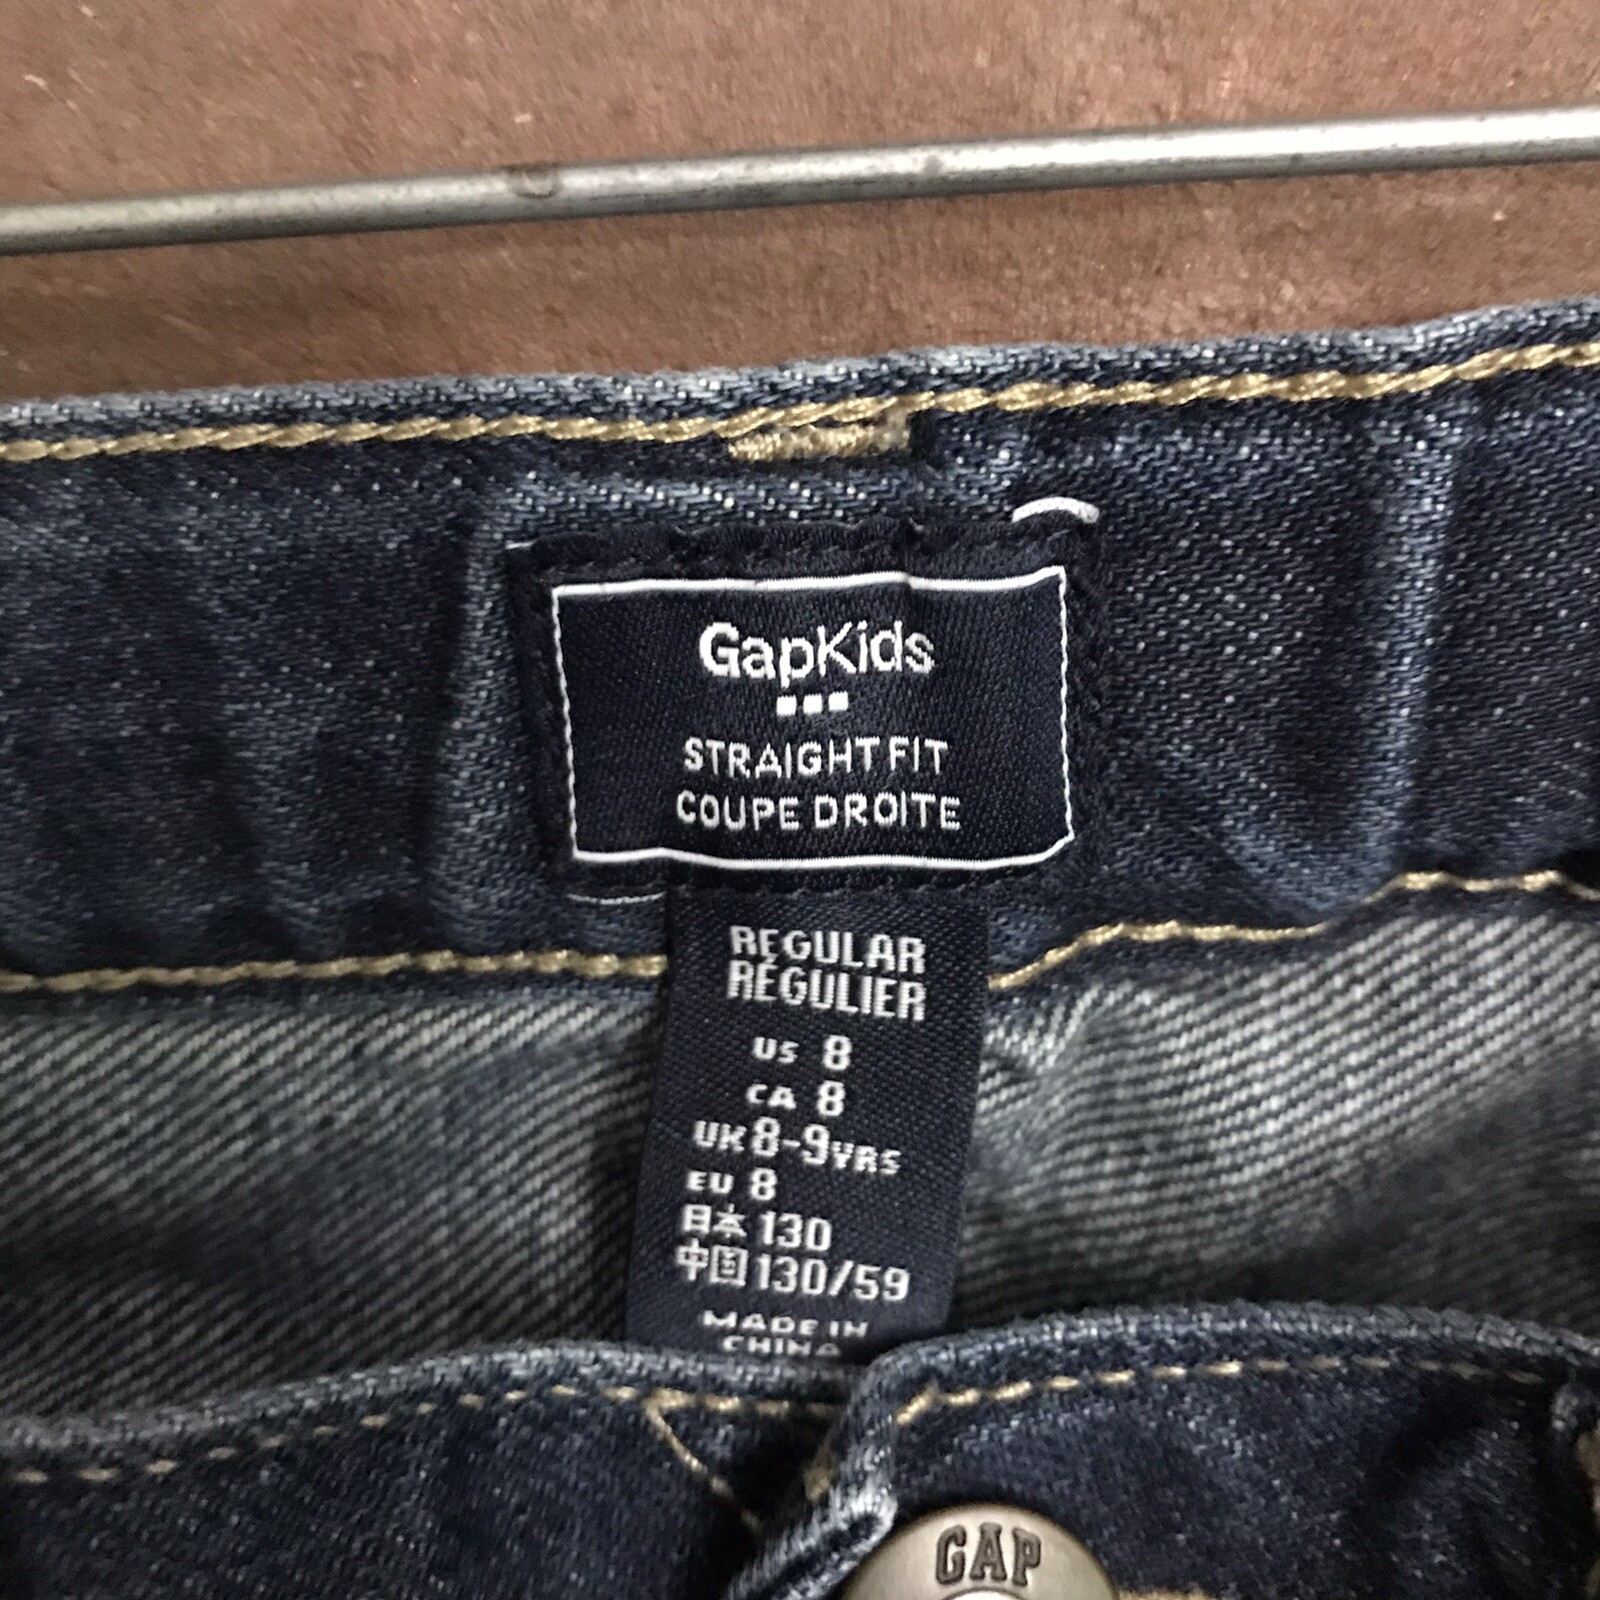 GapKids
STRAIGHT FIT
COUPE DROITE
REGULAR
RÉGULIER
US 8
CA 8
UK 8-9YRS
EU 8
日本 130
中国 130/59
MADE IN
CHINA
GAP